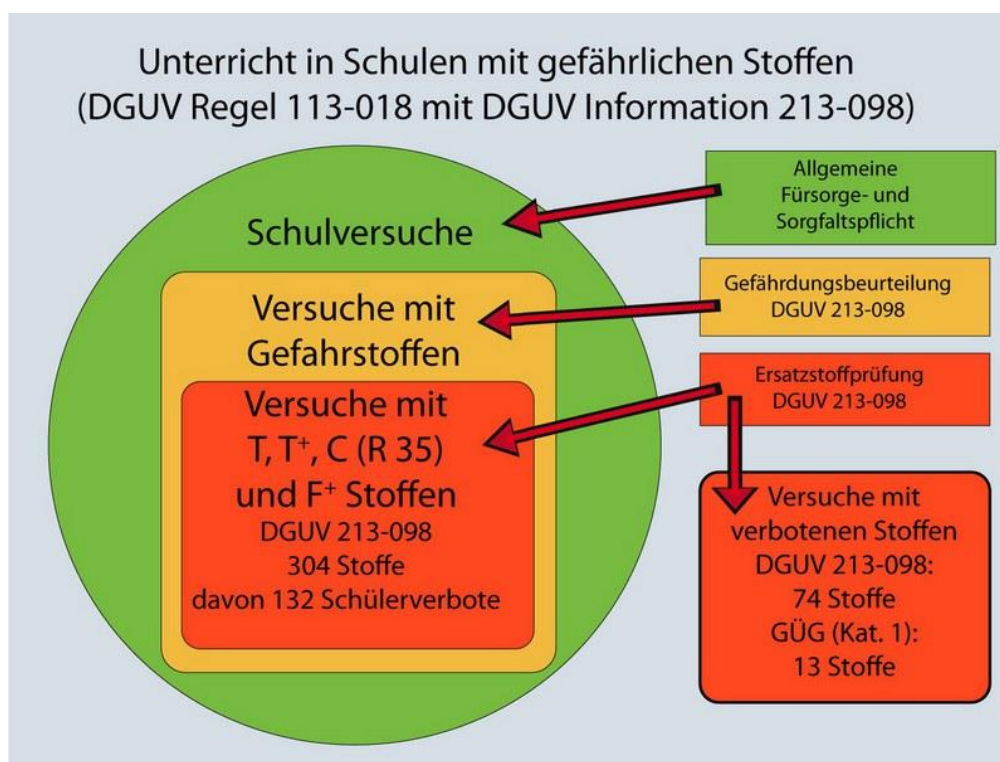 Unterricht in Schulen mit gefährlichen Stoffen
(DGUV Regel 113-018 mit DGUV Information 213-098)
Schulversuche
Versuche mit
Gefahrstoffen
Versuche mit
T, T⁺, C (R 35)
und F⁺ Stoffen
DGUV 213-098
304 Stoffe
davon 132 Schülerverbote
Allgemeine
Fürsorge- und
Sorgfaltspflicht
Gefährdungsbeurteilung
DGUV 213-098
Ersatzstoffprüfung
DGUV 213-098
Versuche mit
verbotenen Stoffen
DGUV 213-098:
74 Stoffe
GÜG (Kat. 1):
13 Stoffe